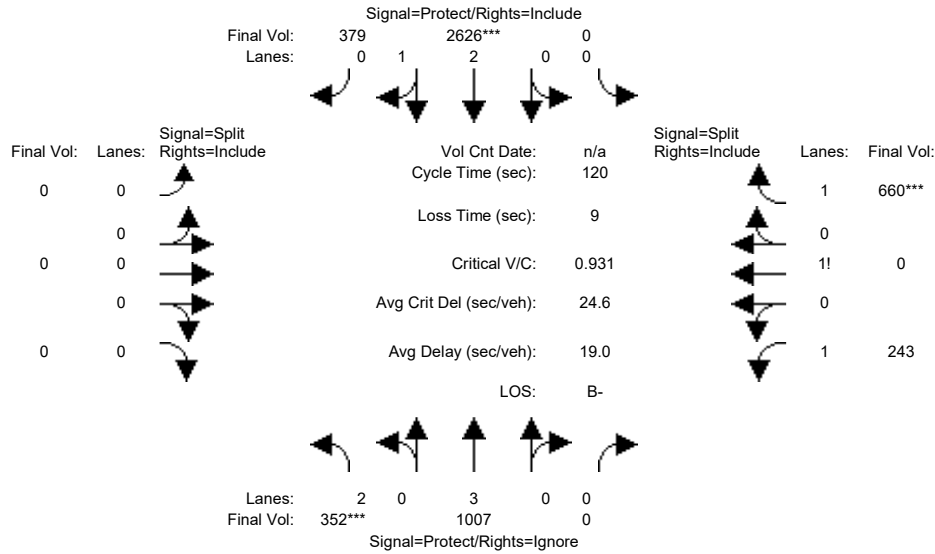 Signal=Protect/Rights=Include
Final Vol: 379 2626*** 0
Lanes: 0 1 2 0 0
Signal=Split
Final Vol: Lanes: Rights=Include
Vol Cnt Date: n/a
Signal=Split
Rights=Include Lanes: Final Vol:
Cycle Time (sec): 120
0 0
1 660***
Loss Time (sec): 9
0
0
0 0
Critical V/C: 0.931
1! 0
0
Avg Crit Del (sec/veh): 24.6
0
0 0
Avg Delay (sec/veh): 19.0
1 243
LOS: B-
Lanes: 2 0 3 0 0
Final Vol: 352*** 1007 0
Signal=Protect/Rights=Ignore